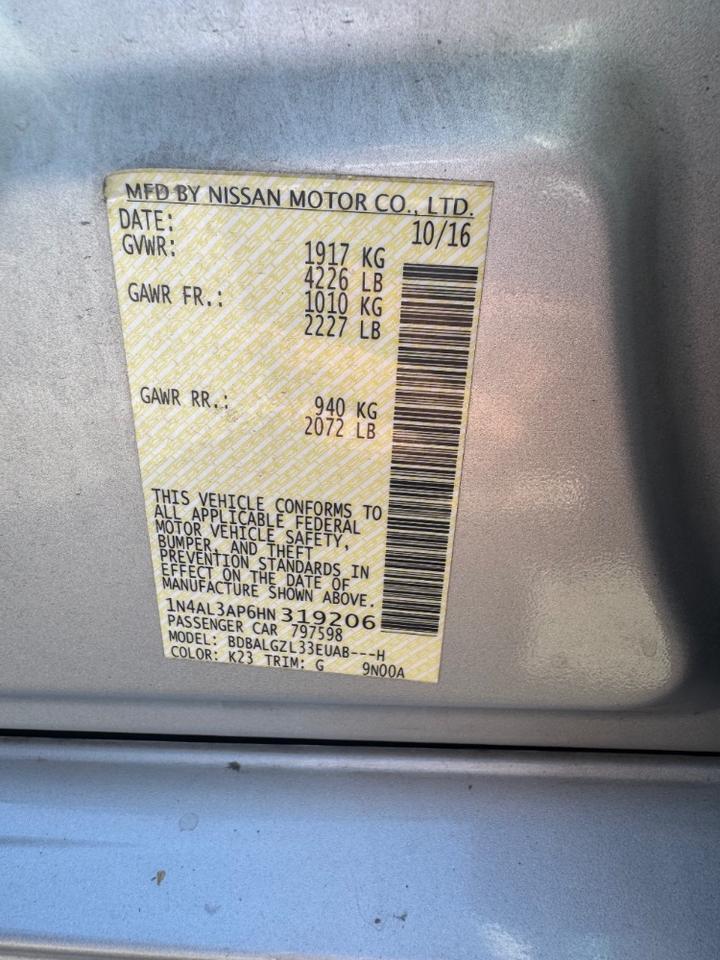 MFD BY NISSAN MOTOR CO., LTD.
DATE: 10/16
GVWR: 1917 KG
4226 LB
GAWR FR.: 1010 KG
2227 LB
GAWR RR.: 940 KG
2072 LB
THIS VEHICLE CONFORMS TO
ALL APPLICABLE FEDERAL
MOTOR VEHICLE SAFETY,
BUMPER, AND THEFT
PREVENTION STANDARDS IN
EFFECT ON THE DATE OF
MANUFACTURE SHOWN ABOVE.
1N4AL3AP6HN 319206
PASSENGER CAR 797598
MODEL: BDBALGZL33EUAB---H
COLOR: K23 TRIM: G 9N00A